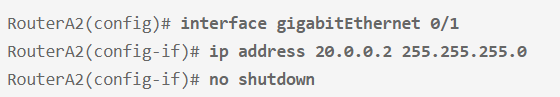 RouterA2(config)# interface gigabitEthernet 0/1
RouterA2(config-if)# ip address 20.0.0.2 255.255.255.0
RouterA2(config-if)# no shutdown